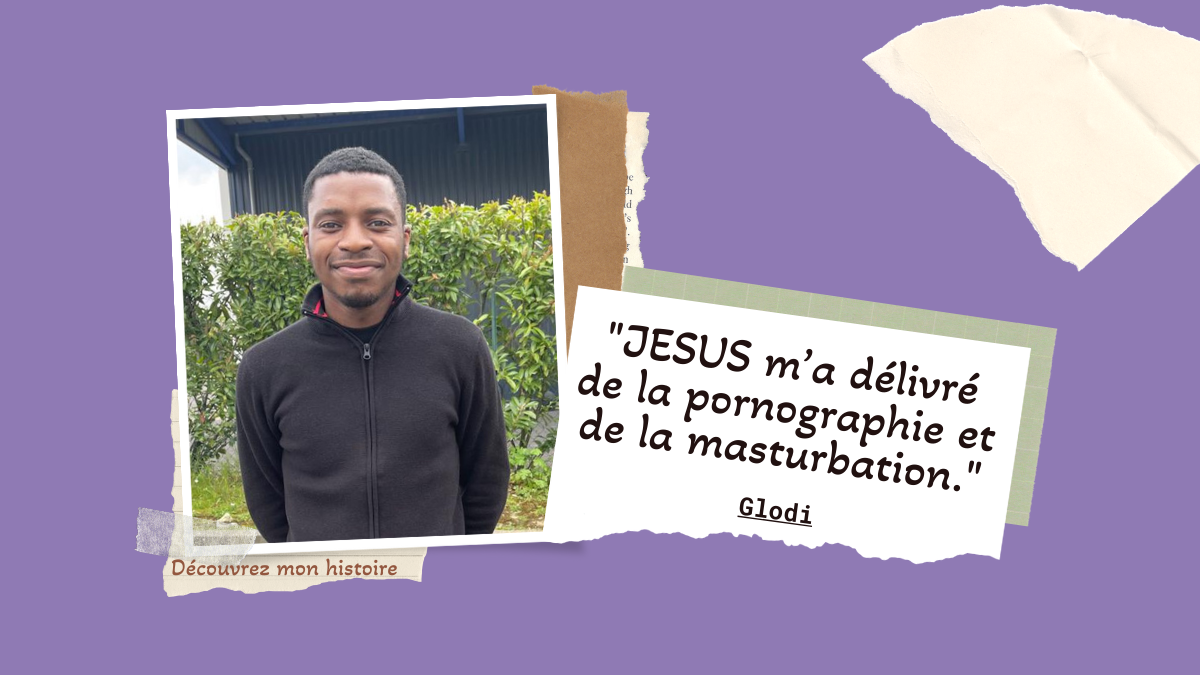 "JESUS m’a délivré
de la pornographie et
de la masturbation."
Glodi
Découvrez mon histoire